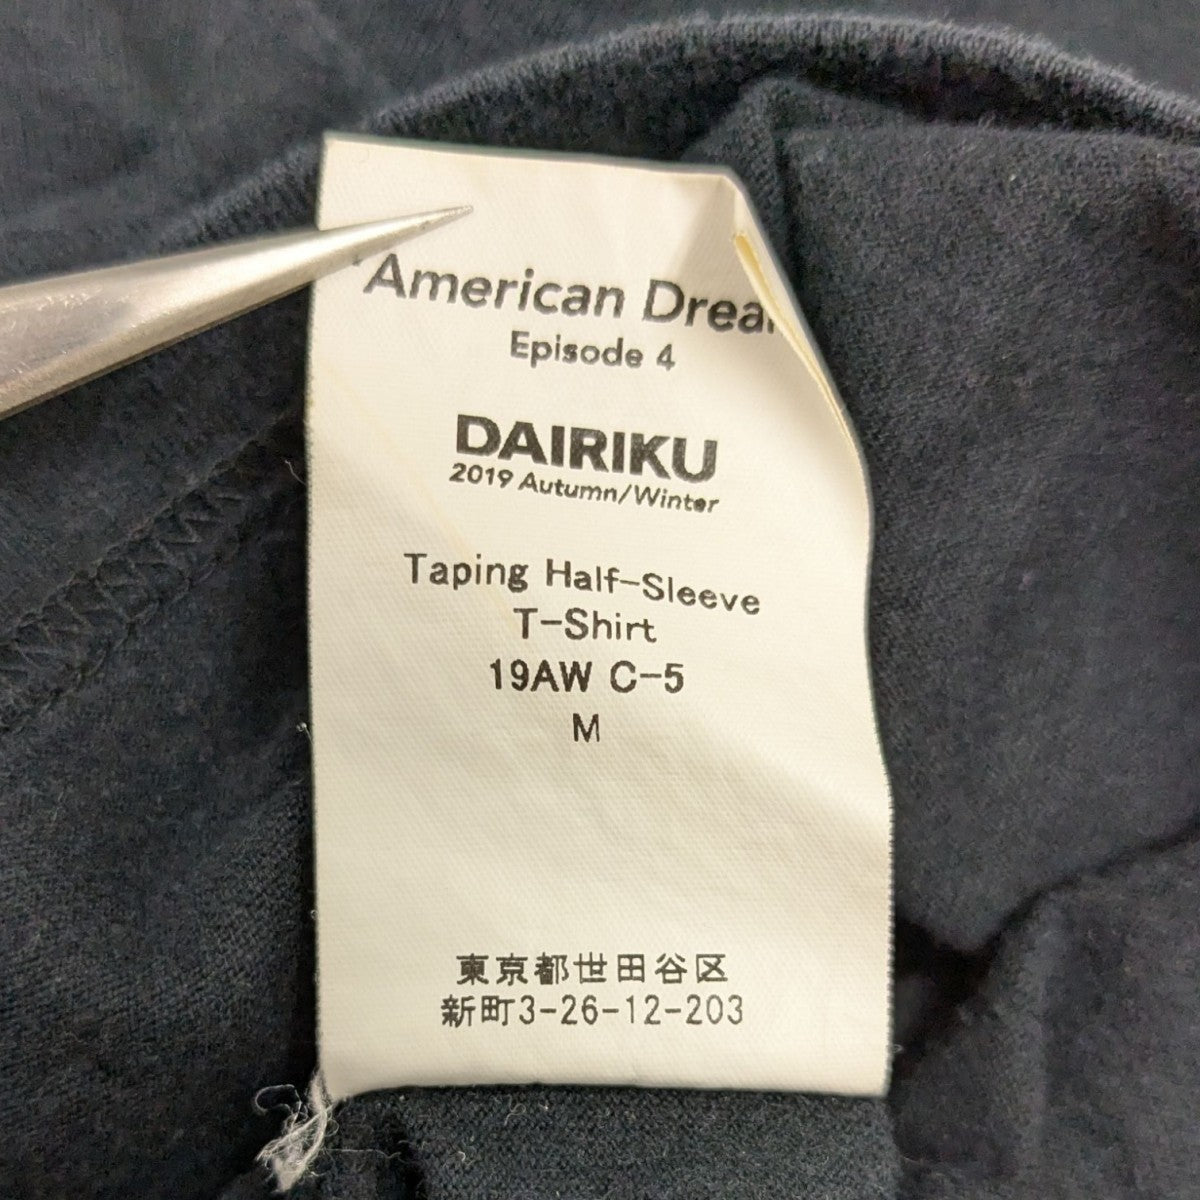 "American Drea
Episode 4
DAIRIKU
2019 Autumn/Winter
Taping Half-Sleeve
T-Shirt
19AW C-5
M
東京都世田谷区
新町3-26-12-203